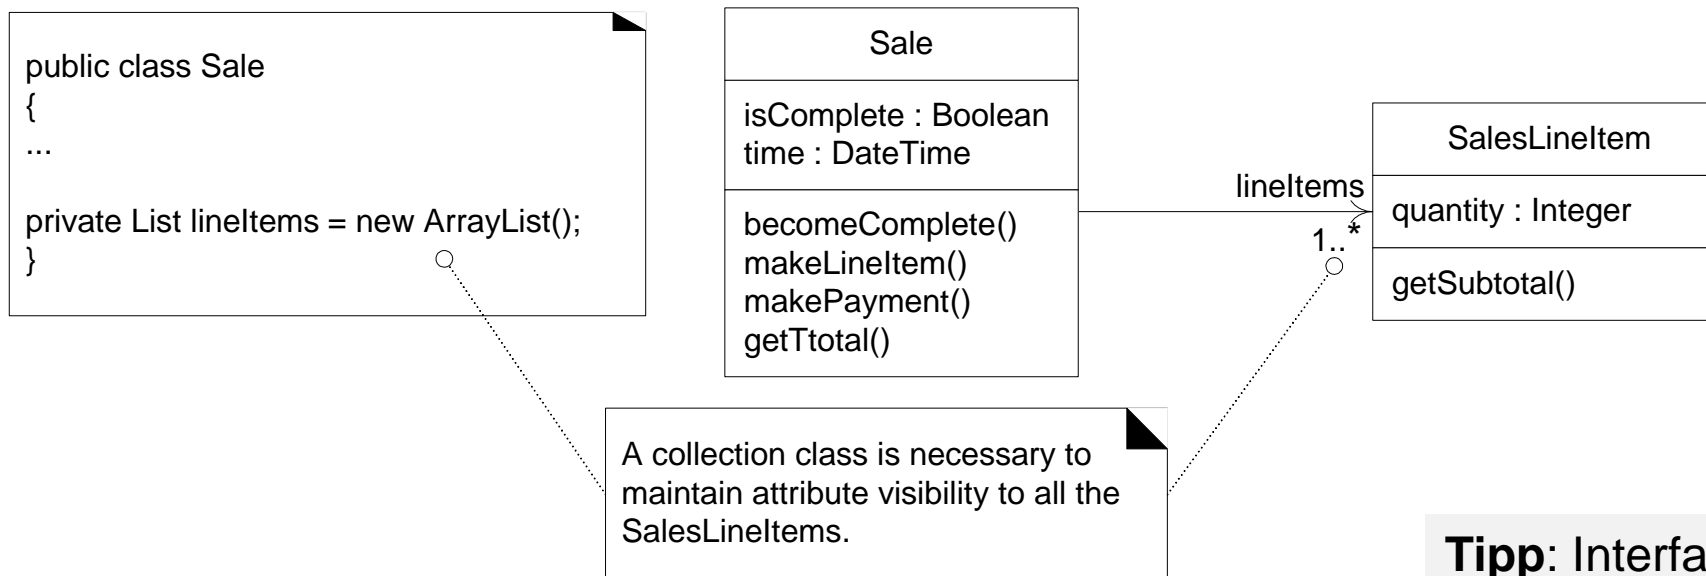 public class Sale
{
...
private List lineItems = new ArrayList();
}
Sale
isComplete : Boolean
time : DateTime
becomeComplete()
makeLineItem()
makePayment()
getTtotal()
lineItems
1..*
SalesLineItem
quantity : Integer
getSubtotal()
A collection class is necessary to
maintain attribute visibility to all the
SalesLineItems.
Tipp: